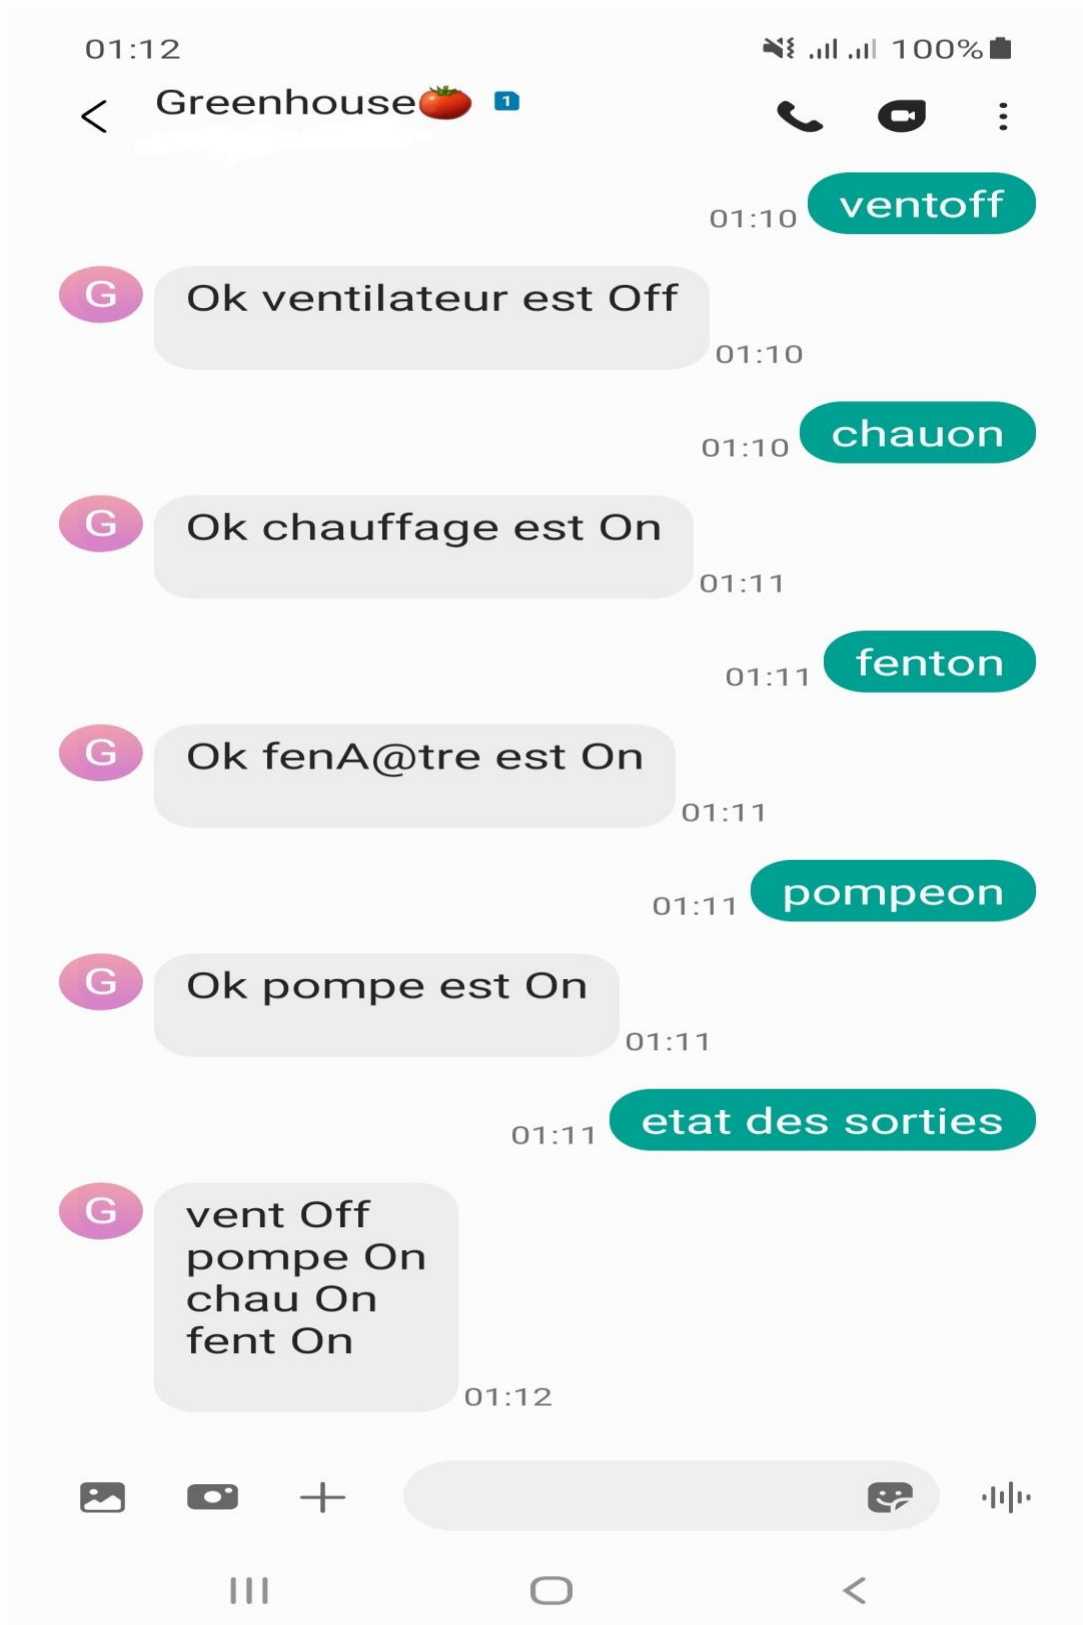 01:12
100%
Greenhouse🍅 1
ventoff
01:10
G
Ok ventilateur est Off
01:10
chauon
01:10
G
Ok chauffage est On
01:11
fenton
01:11
G
Ok fenA@tre est On
01:11
pompeon
01:11
G
Ok pompe est On
01:11
etat des sorties
01:11
G
vent Off
pompe On
chau On
fent On
01:12